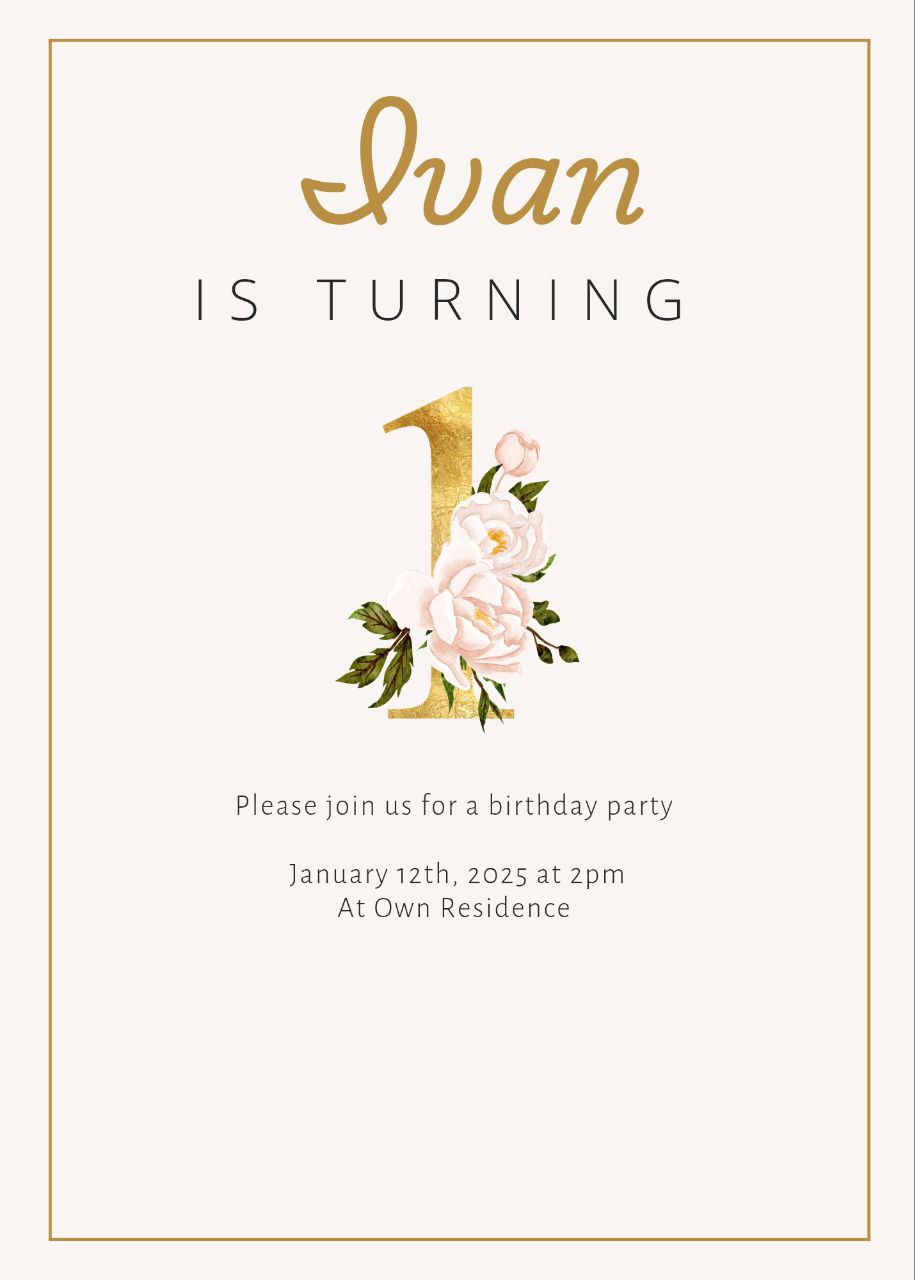 Ivan
IS TURNING
1
Please join us for a birthday party
January 12th, 2025 at 2pm
At Own Residence